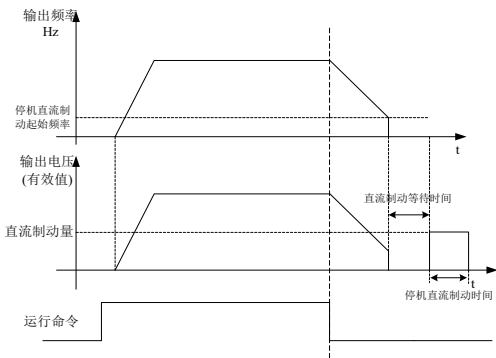 输出频率
Hz
停机直流制
动起始频率
t
输出电压
(有效值)
直流制动等待时间
直流制动量
t
停机直流制动时间
运行命令